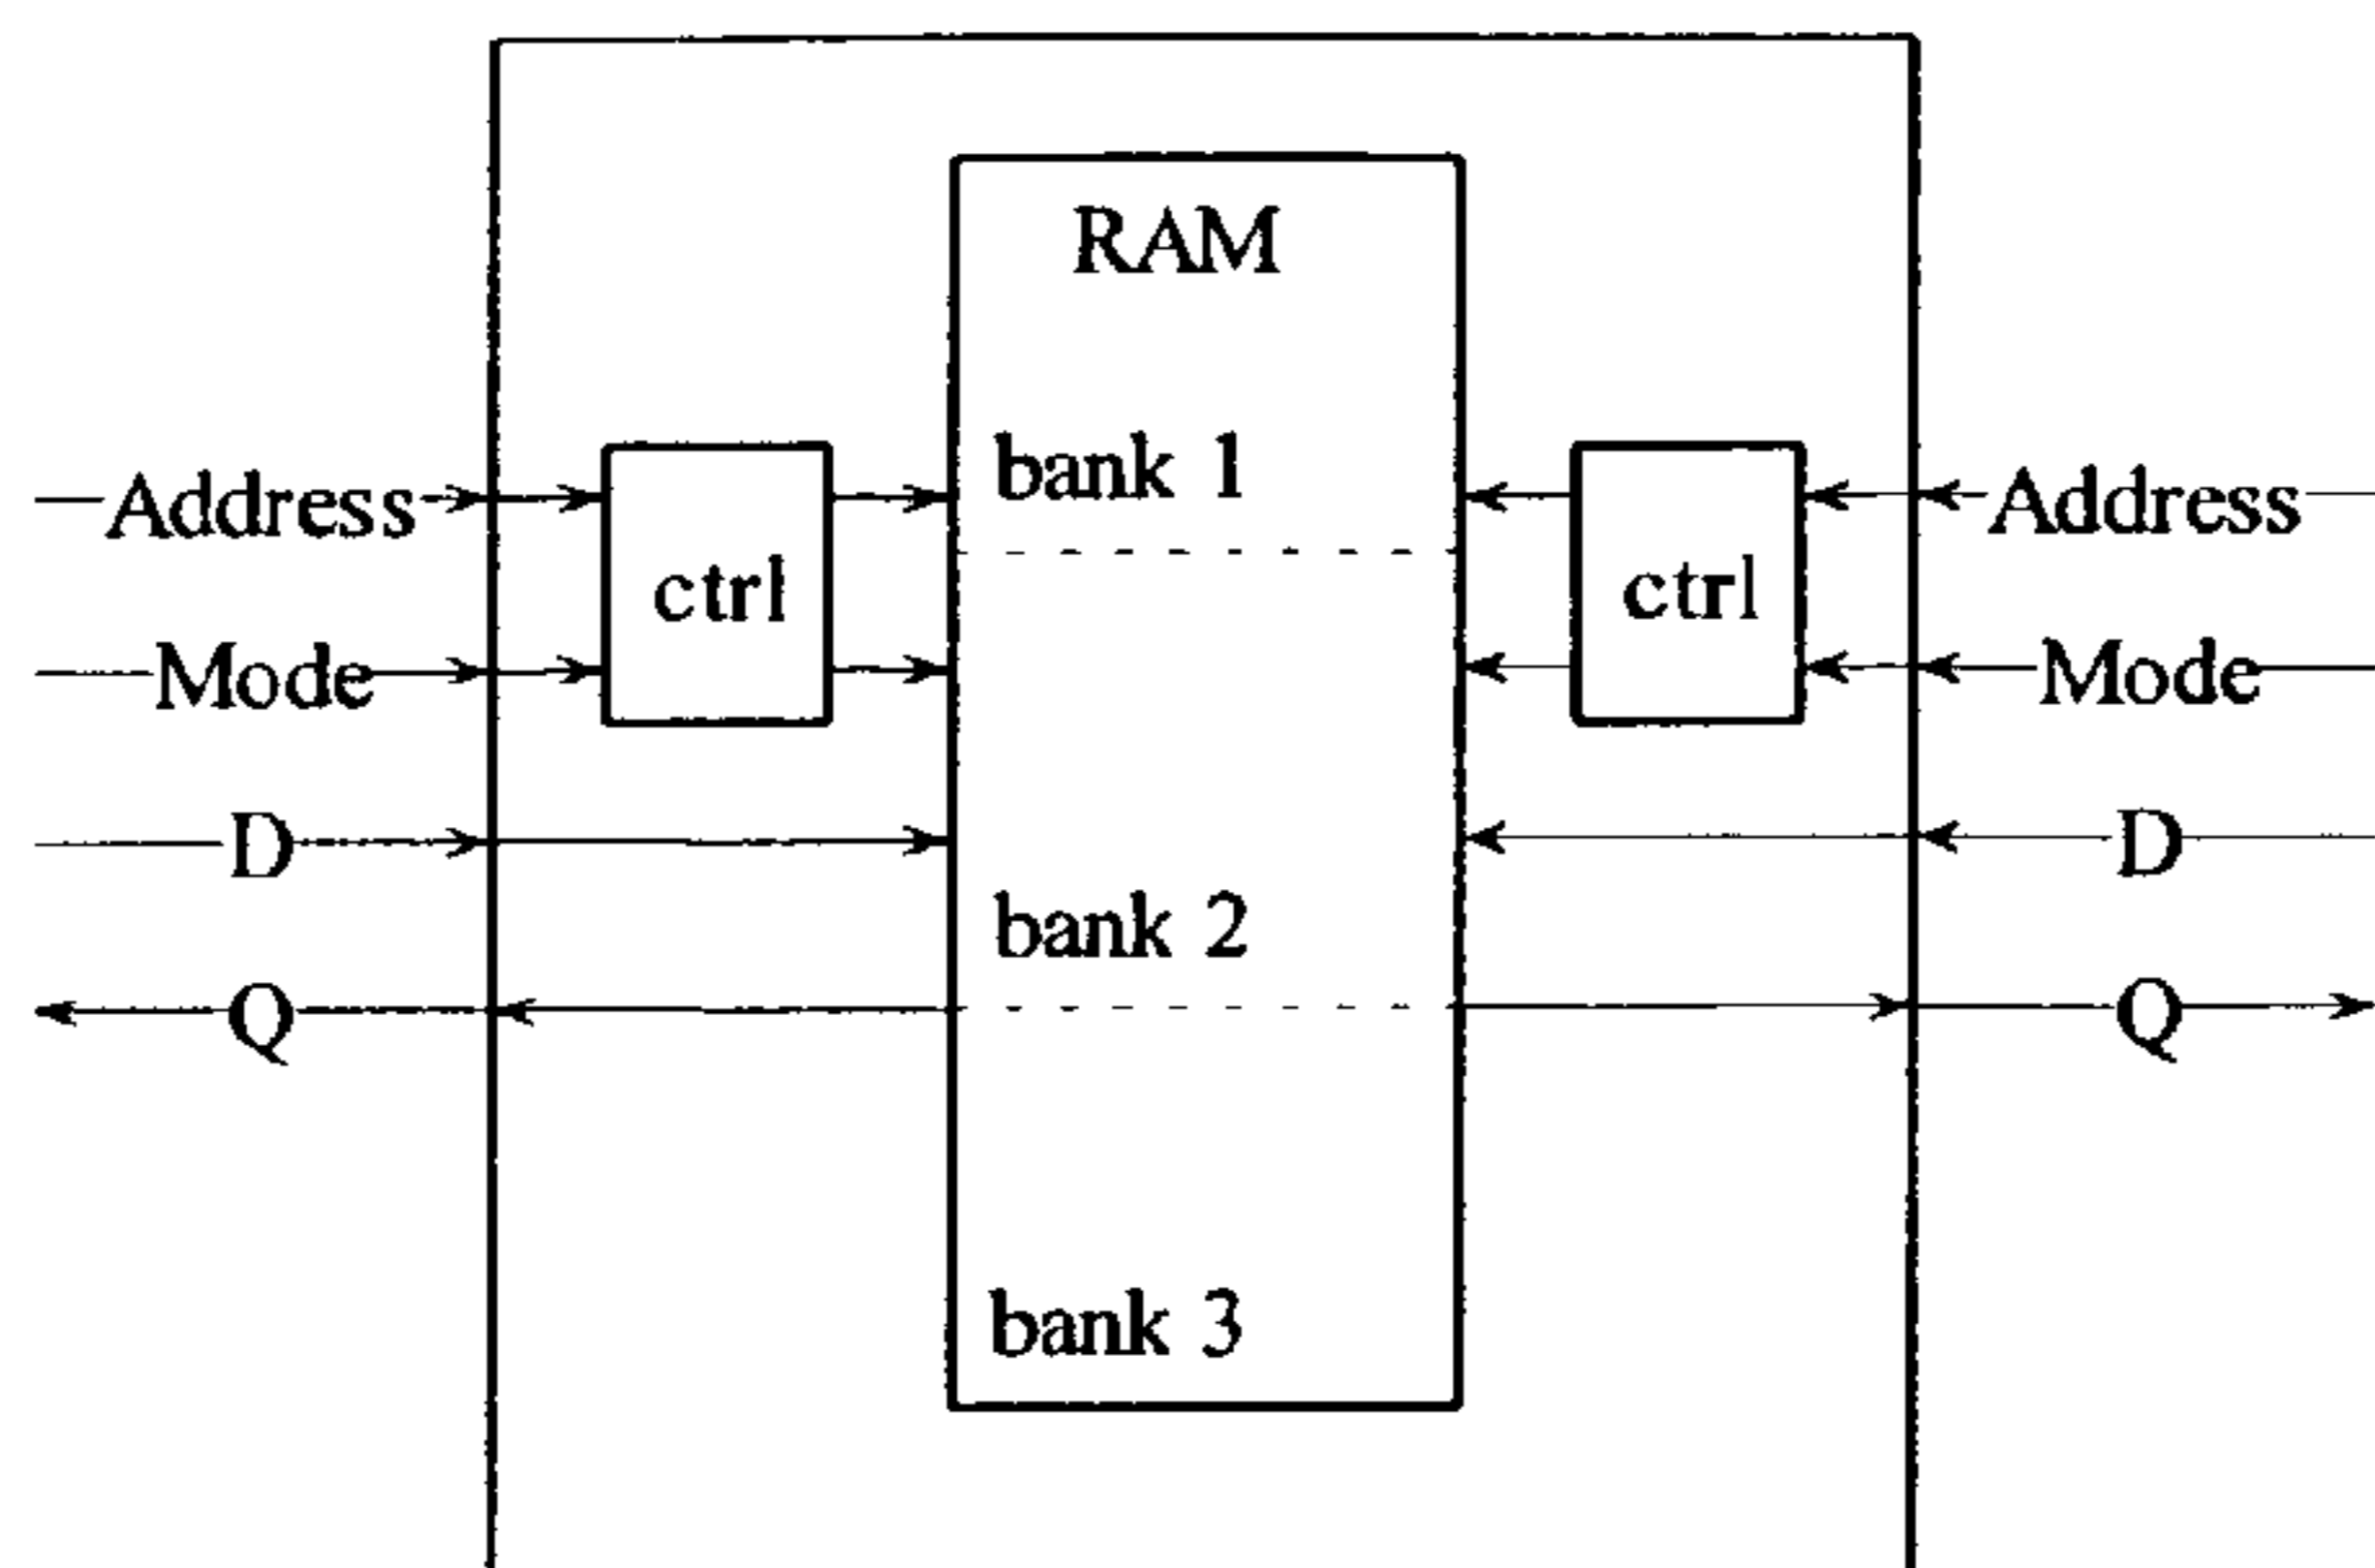 RAM
bank 1
Address
Address
ctrl
ctrl
Mode
Mode
D
D
bank 2
Q
Q
bank 3